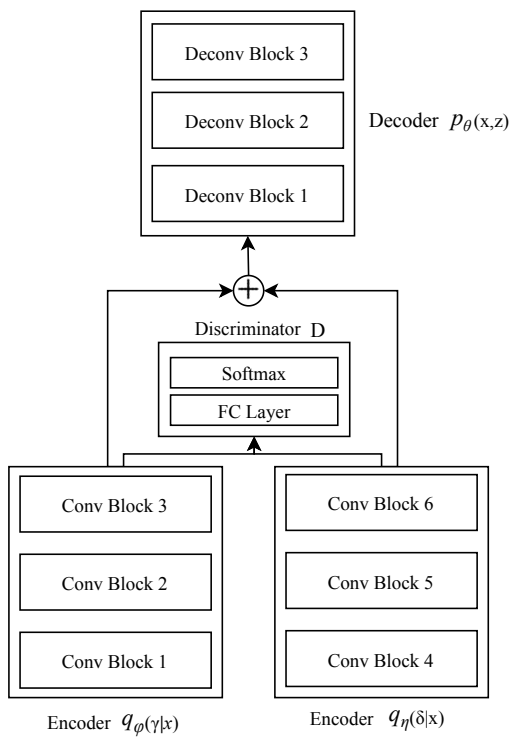 Deconv Block 3
Deconv Block 2
Decoder pθ(x,z)
Deconv Block 1
Discriminator D
Softmax
FC Layer
Conv Block 3
Conv Block 2
Conv Block 1
Encoder qφ(γ|x)
Conv Block 6
Conv Block 5
Conv Block 4
Encoder qη(δ|x)